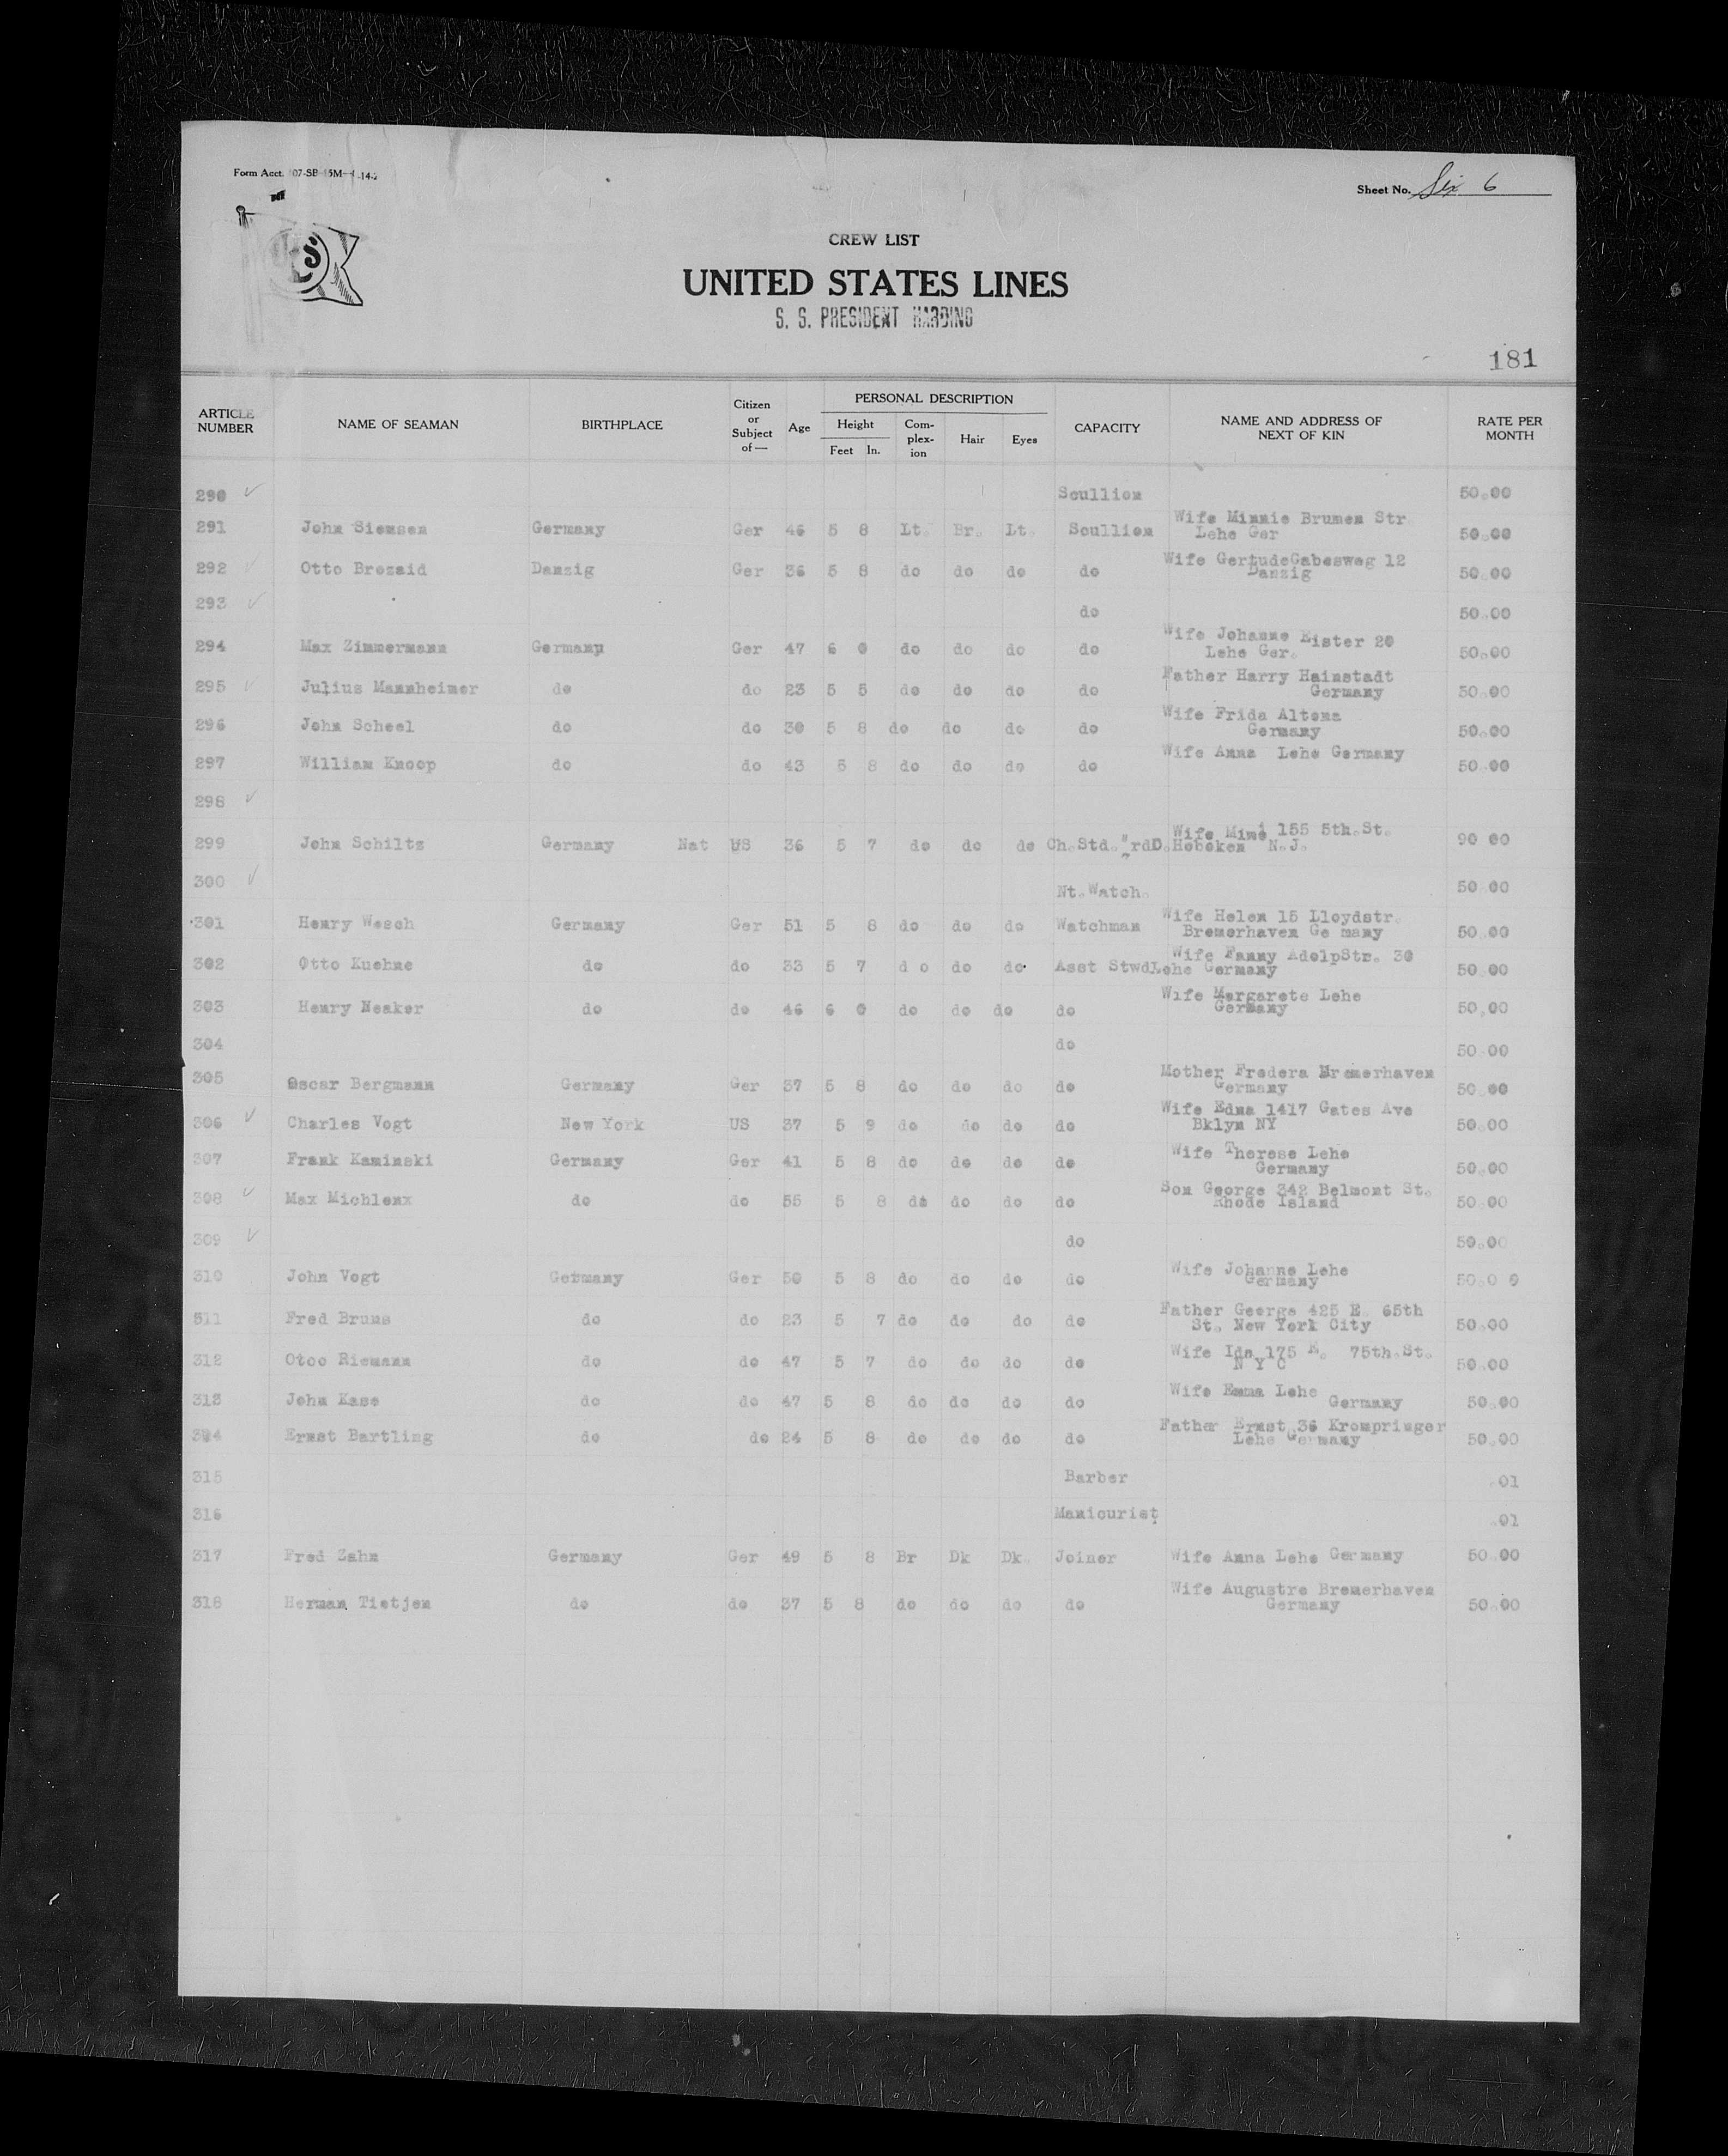 Form Acct. 07-SB
Sheet No. Six 6
CREW LIST
UNITED STATES LINES
S. S. PRESIDENT HARDING
181
ARTICLE NUMBER NAME OF SEAMAN BIRTHPLACE Citizen or Subject of— Age PERSONAL DESCRIPTION Height Feet In. Complexion Hair Eyes CAPACITY NAME AND ADDRESS OF NEXT OF KIN RATE PER MONTH
290 ✓ Scullion 50.00
291 John Siemsen Germany Ger 46 5 8 Lt. Br. Lt. Scullion Wife Minnie Brumen Str
Lehe Ger 50.00
292 ✓ Otto Brozaid Danzig Ger 36 5 8 do do do do Wife GertudeGabesweg 12
Danzig 50.00
293 ✓ do 50.00
294 Max Zimmermann Germany Ger 47 6 0 do do do do Wife Johanne Eister 20
Lehe Ger. 50.00
295 ✓ Julius Mannheimer do do 23 5 5 do do do do Father Harry Hainstadt
Germany 50.00
296 John Scheel do do 30 5 8 do do do do Wife Frida Altona
Germany 50.00
297 William Knoop do do 43 5 8 do do do do Wife Anna Lehe Germany
50.00
298 ✓
299 John Schiltz Germany Nat US 36 5 7 do do do Ch.Std."rdD. Wife Mimi 155 5th.St.
Hoboken N.J. 90 00
300 ✓ Nt.Watch. 50.00
301 Henry Wesch Germany Ger 51 5 8 do do do Watchman Wife Helen 15 Lloydstr.
Bremerhaven Ge many 50.00
302 Otto Kuehne do do 33 5 7 d o do do Asst Stwd Wife Fanny AdolpStr. 30
Lehe Germany 50.00
303 Henry Neaker do do 46 6 0 do do do do Wife Margarete Lehe
Germany 50,00
304 do 50.00
305 Oscar Bergmann Germany Ger 37 5 8 do do do do Mother Fredera Bremerhaven
Germany 50.00
306 ✓ Charles Vogt New York US 37 5 9 do do do do Wife Edna 1417 Gates Ave
Bklyn NY 50.00
307 Frank Kaminski Germany Ger 41 5 8 do do do do Wife Therese Lehe
Germany 50.00
308 ✓ Max Michlenx do do 55 5 8 do do do do Son George 342 Belmont St.
Rhode Island 50.00
309 ✓ do 50.00
310 John Vogt Germany Ger 50 5 8 do do do do Wife Johanne Lehe
Germany 50.0 0
511 Fred Bruns do do 23 5 7 do do do do Father George 425 E. 65th
St. New York City 50.00
312 Otoo Riemann do do 47 5 7 do do do do Wife Ida 175 E. 75th.St.
N Y C 50.00
313 John Kase do do 47 5 8 do do do do Wife Emma Lehe
Germany 50.00
314 Ernst Bartling do do 24 5 8 do do do do Father Ernst 36 Krompringer
Lehe Germany 50.00
315 Barber .01
316 Manicurist .01
317 Fred Zahn Germany Ger 49 5 8 Br Dk Dk. Joiner Wife Anna Lehe Germany 50.00
318 Herman Tietjen do do 37 5 8 do do do do Wife Augustre Bremerhaven
Germany 50.00